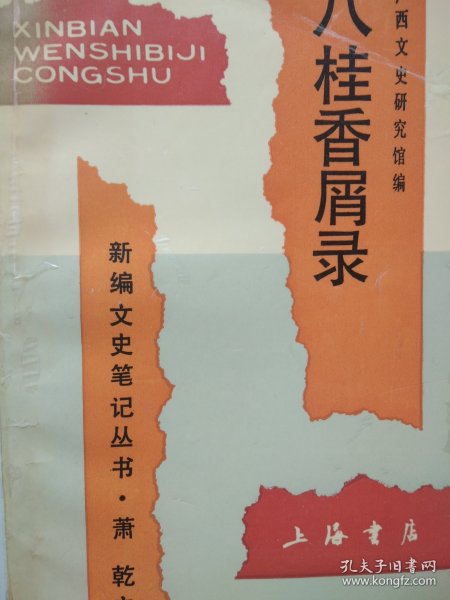 XINBIAN
WENSHIBIJI
CONGSHU
八桂香屑录
广西文史研究馆编
新编文史笔记丛书·萧乾
上海书店
孔夫子旧书网
www.kongfz.com